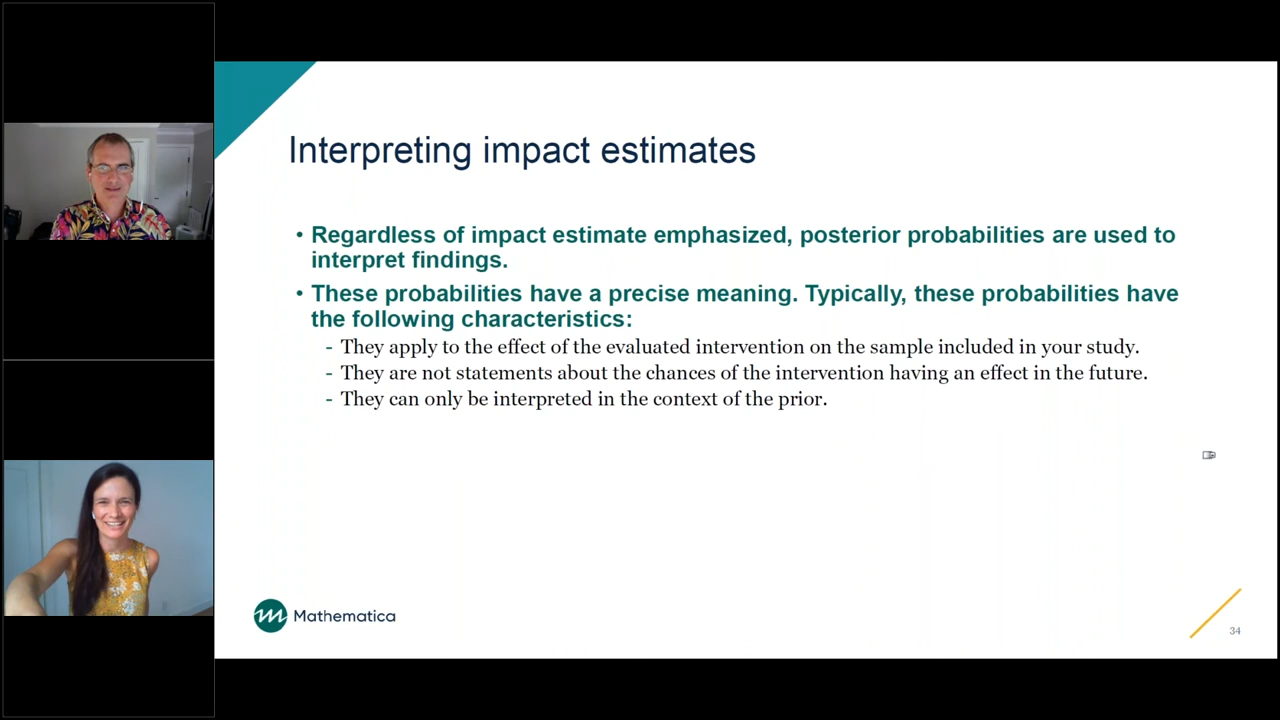 Interpreting impact estimates
• Regardless of impact estimate emphasized, posterior probabilities are used to
interpret findings.
• These probabilities have a precise meaning. Typically, these probabilities have
the following characteristics:
- They apply to the effect of the evaluated intervention on the sample included in your study.
- They are not statements about the chances of the intervention having an effect in the future.
- They can only be interpreted in the context of the prior.
Mathematica
34